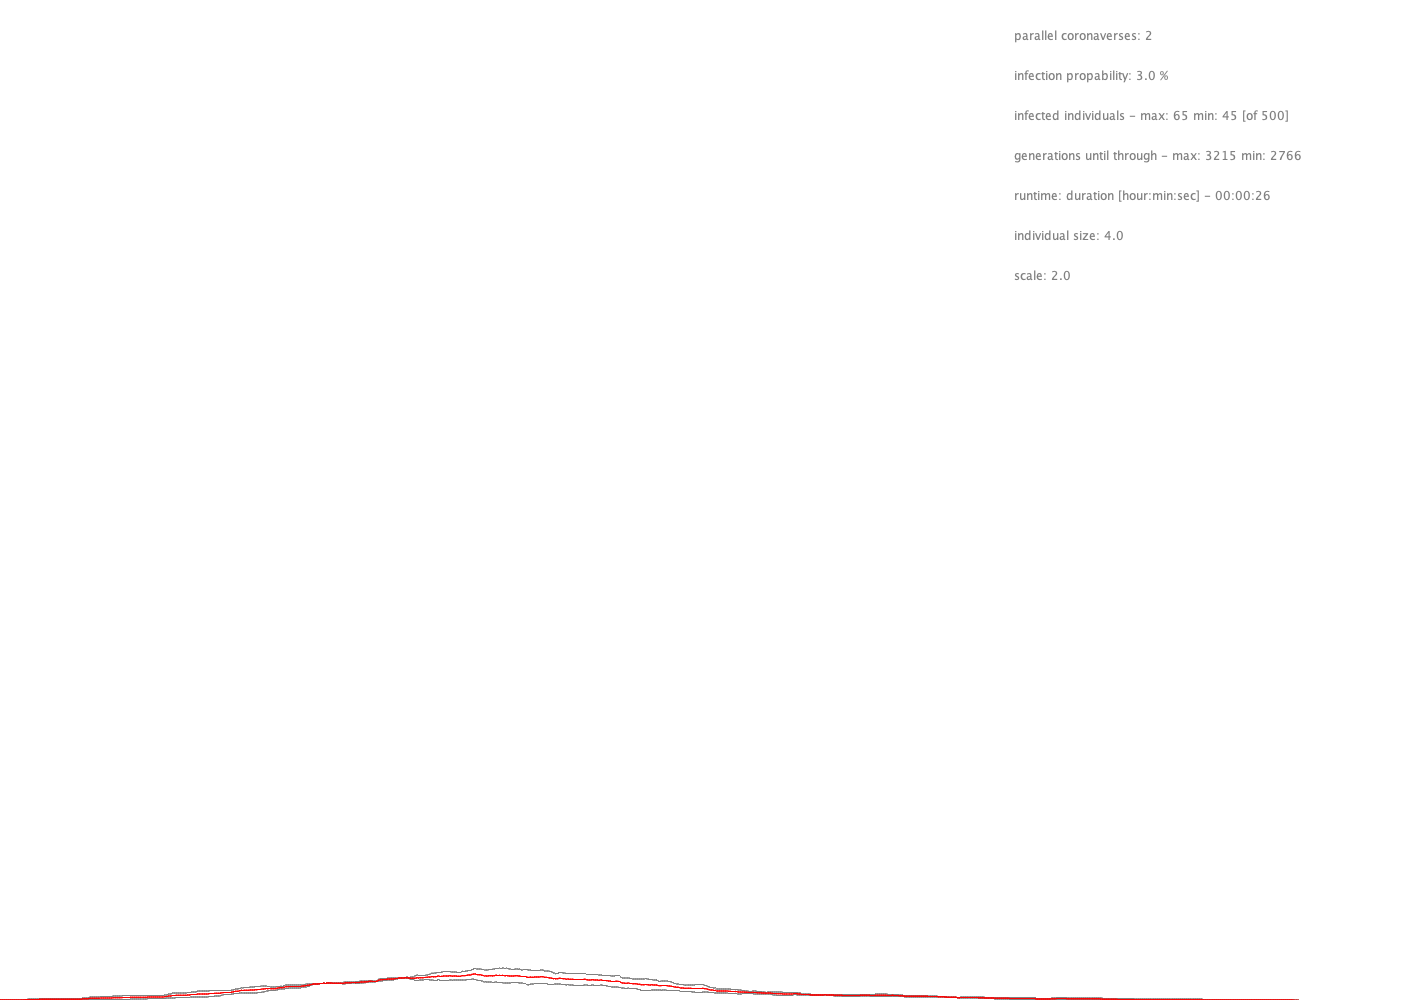 parallel coronaverses: 2
infection propability: 3.0 %
infected individuals - max: 65 min: 45 [of 500]
generations until through - max: 3215 min: 2766
runtime: duration [hour:min:sec] - 00:00:26
individual size: 4.0
scale: 2.0